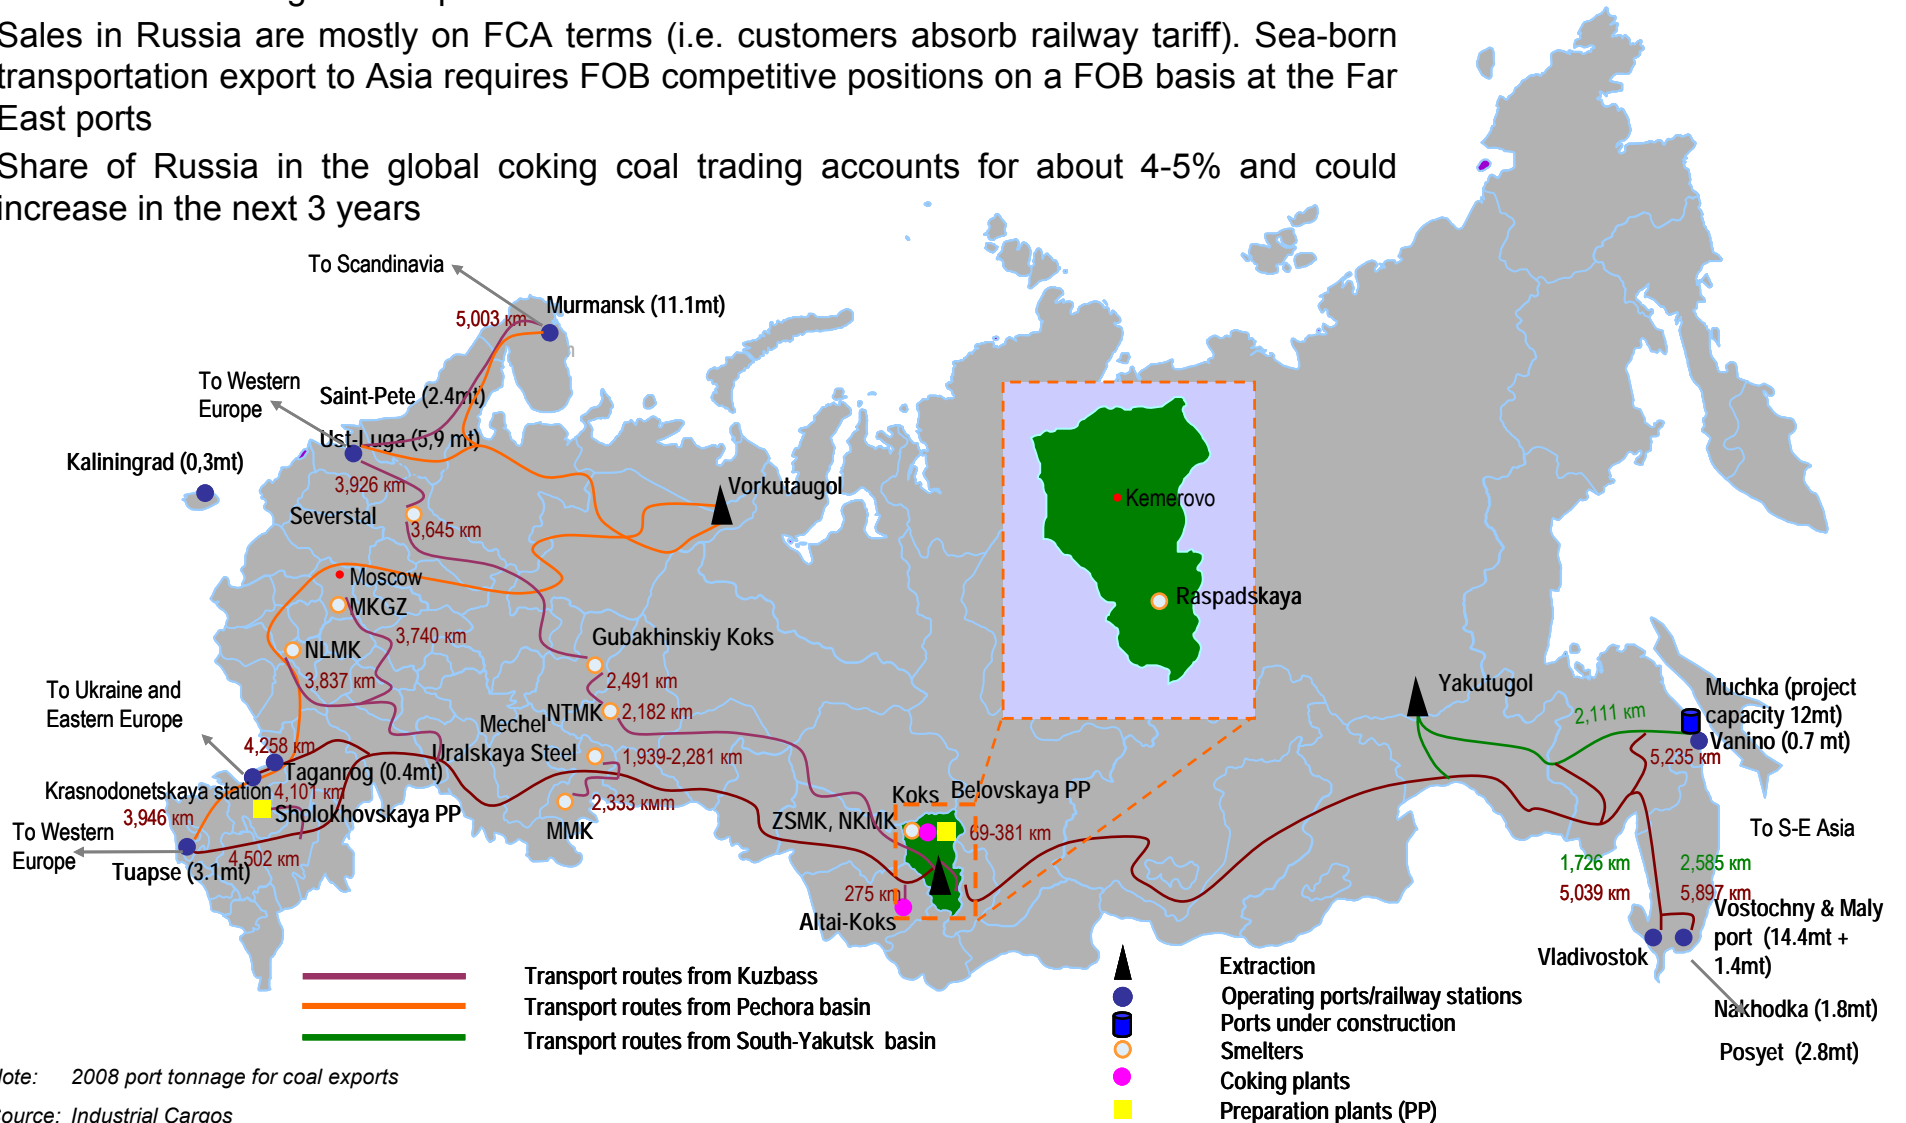 Sales in Russia are mostly on FCA terms (i.e. customers absorb railway tariff). Sea-born
transportation export to Asia requires FOB competitive positions on a FOB basis at the Far
East ports
Share of Russia in the global coking coal trading accounts for about 4-5% and could
increase in the next 3 years
To Scandinavia
Murmansk (11.1mt)
5,003 км
To Western
Europe
Saint-Pete (2.4mt)
Ust-Luga (5,9 mt)
Kaliningrad (0,3mt)
3,926 км
Vorkutaugol
Severstal
3,645 км
Kemerovo
Moscow
MKGZ
Raspadskaya
3,740 км
Gubakhinskiy Koks
NLMK
3,837 км
2,491 км
To Ukraine and
Eastern Europe
Mechel
NTMK
2,182 км
Yakutugol
2,111 км
Muchka (project
capacity 12mt)
Vanino (0.7 mt)
5,235 км
4,258 км
Uralskaya Steel
1,939-2,281 км
Taganrog (0.4mt)
Krasnodonetskaya station
4,101 км
Sholokhovskaya PP
3,946 км
2,333 кмm
MMK
Koks
Belovskaya PP
ZSMK, NKMK
69-381 км
To Western
Europe
4,502 км
Tuapse (3.1mt)
275 км
Altai-Koks
To S-E Asia
1,726 км
2,585 км
5,039 км
5,897 км
Vostochny & Maly
port (14.4mt +
1.4mt)
Vladivostok
Nakhodka (1.8mt)
Posyet (2.8mt)
Transport routes from Kuzbass
Transport routes from Pechora basin
Transport routes from South-Yakutsk basin
Extraction
Operating ports/railway stations
Ports under construction
Smelters
Coking plants
Preparation plants (PP)
Note: 2008 port tonnage for coal exports
Source: Industrial Cargos